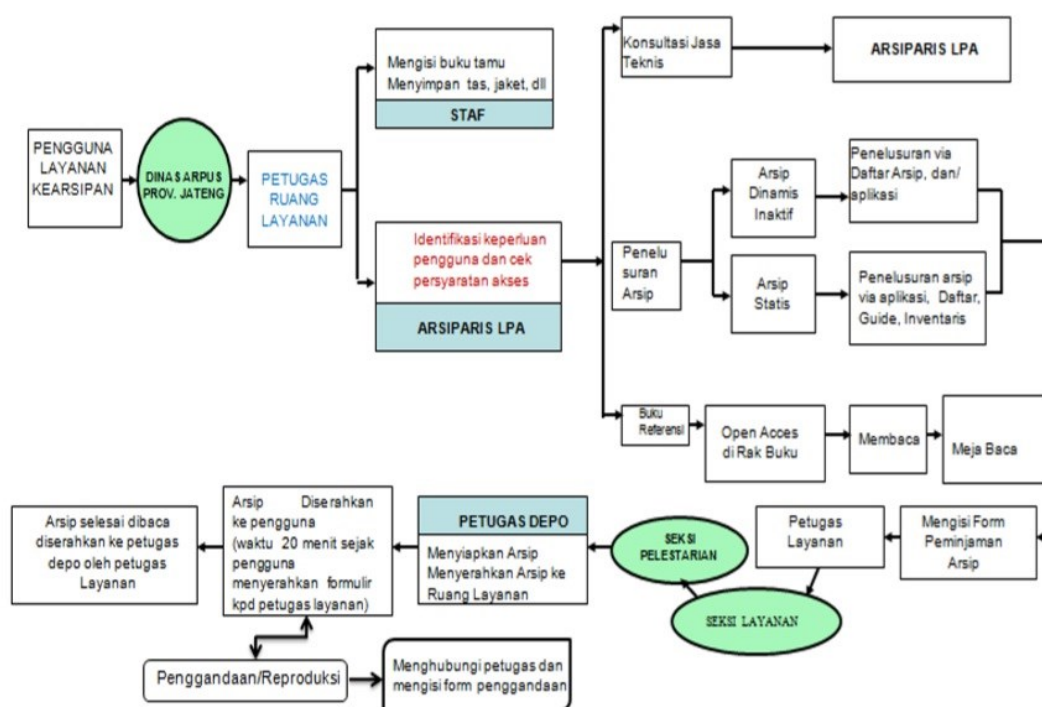 PENGGUNA
LAYANAN
KEARSIPAN
DINAS ARPUS
PROV. JATENG
PETUGAS
RUANG
LAYANAN
Mengisi buku tamu
Menyimpan tas, jaket, dll
STAF
Identifikasi keperluan
pengguna dan cek
persyaratan akses
ARSIPARIS LPA
Konsultasi Jasa
Teknis
ARSIPARIS LPA
Penelu
suran
Arsip
Arsip
Dinamis
Inaktif
Penelusuran via
Daftar Arsip, dan/
aplikasi
Arsip
Statis
Penelusuran arsip
via aplikasi, Daftar,
Guide, Inventaris
Buku
Referensi
Open Acces
di Rak Buku
Membaca
Meja Baca
Mengisi Form
Peminjaman
Arsip
Petugas
Layanan
SEKSI LAYANAN
SEKSI
PELESTARIAN
PETUGAS DEPO
Menyiapkan Arsip
Menyerahkan Arsip ke
Ruang Layanan
Arsip Diserahkan
ke pengguna
(waktu 20 menit sejak
pengguna
menyerahkan formulir
kpd petugas layanan)
Arsip selesai dibaca
diserahkan ke petugas
depo oleh petugas
Layanan
Penggandaan/Reproduksi
Menghubungi petugas dan
mengisi form penggandaan